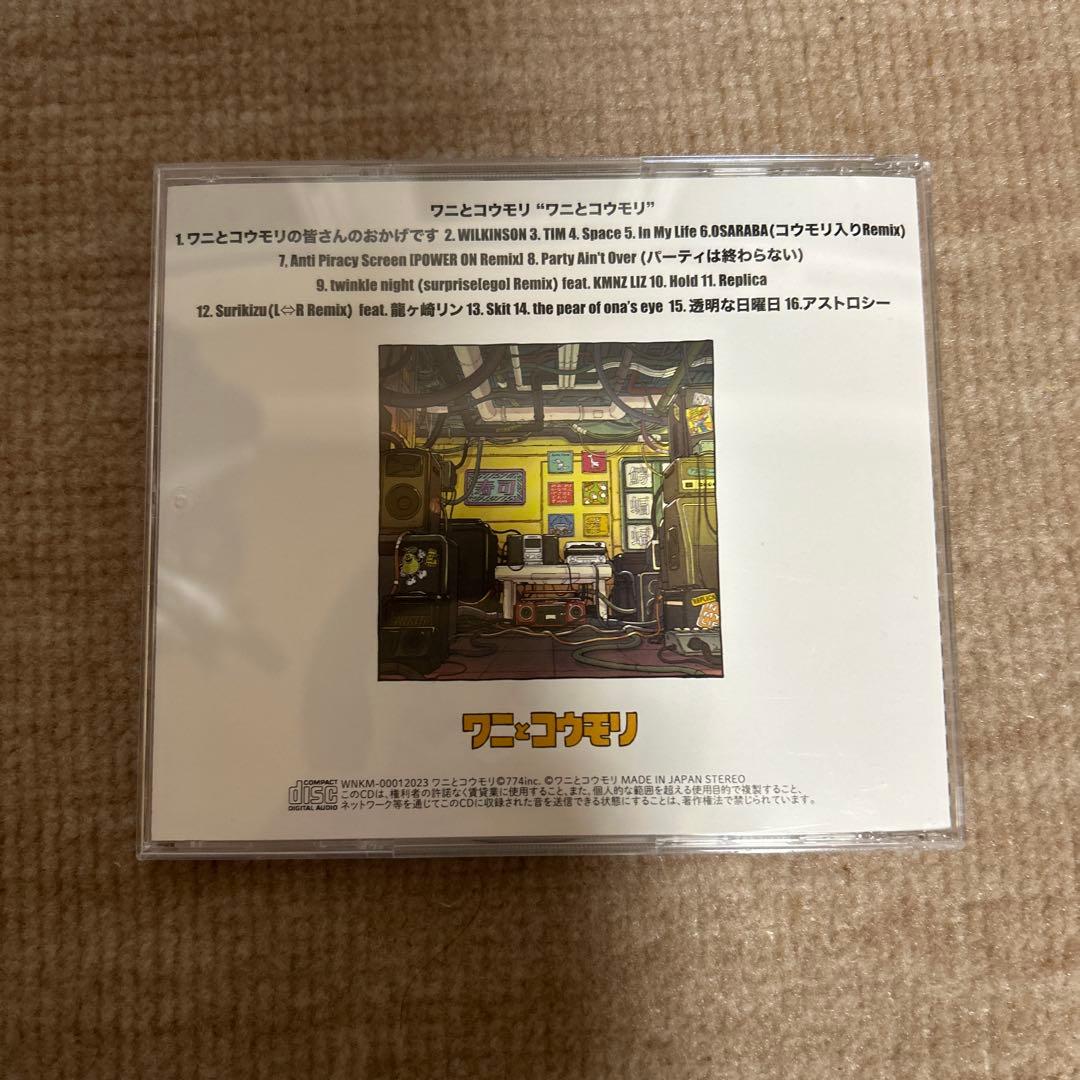 ワニとコウモリ “ワニとコウモリ”
1. ワニとコウモリの皆さんのおかげです 2. WILKINSON 3. TIM 4. Space 5. In My Life 6.OSARABA(コウモリ入りRemix)
7. Anti Piracy Screen [POWER ON Remix] 8. Party Ain't Over (パーティは終わらない)
9. twinkle night (surprise[ego] Remix) feat. KMNZ LIZ 10. Hold 11. Replica
12. Surikizu(L⇔R Remix) feat. 龍ヶ崎リン 13. Skit 14. the pear of ona's eye 15. 透明な日曜日 16.アストロシー
寿司
ワニとコウモリ
COMPACT
disc
DIGITAL AUDIO
WNKM-00012023 ワニとコウモリ©774inc. ©ワニとコウモリ MADE IN JAPAN STEREO
このCDは、権利者の許諾なく賃貸業に使用すること、また、個人的な範囲を超える使用目的で複製すること、
ネットワーク等を通じてこのCDに収録された音を送信できる状態にすることは、著作権法で禁じられています。